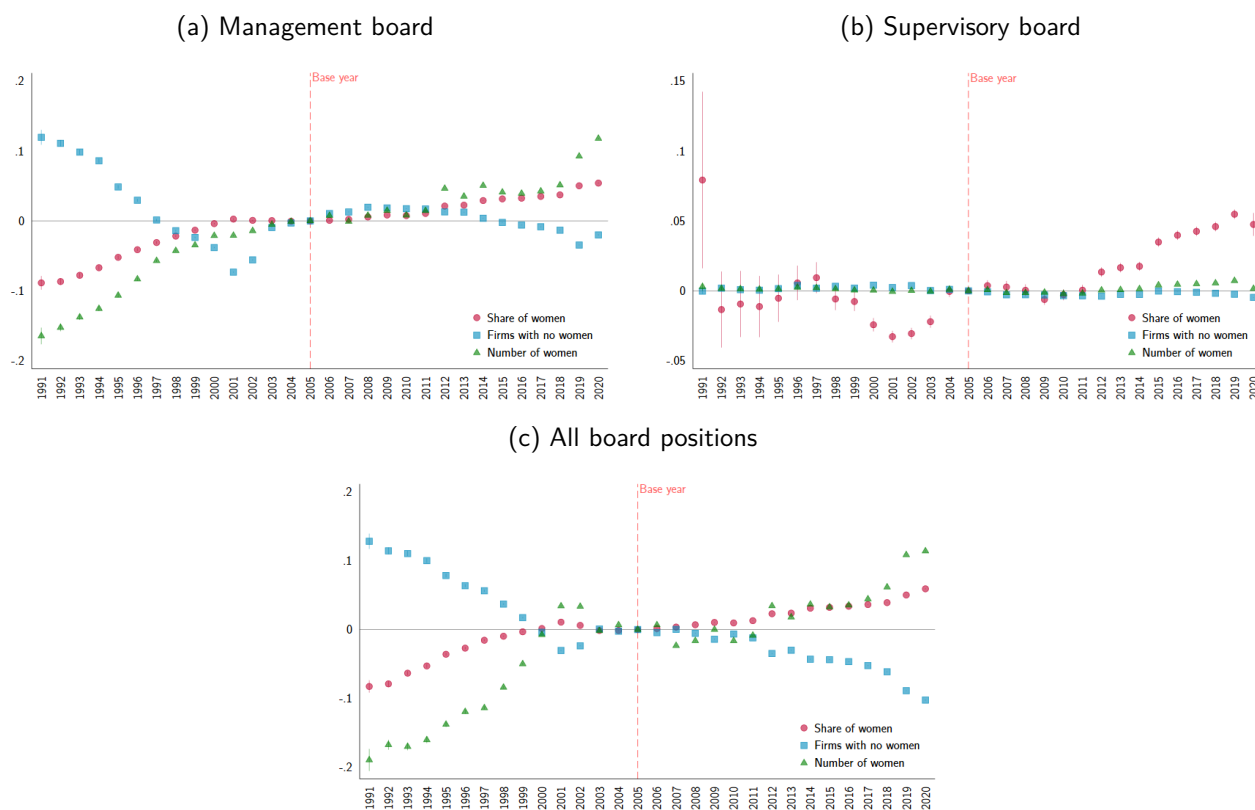 (a) Management board
.2
.1
0
-.1
-.2
Base year
Share of women
Firms with no women
Number of women
1991 1992 1993 1994 1995 1996 1997 1998 1999 2000 2001 2002 2003 2004 2005 2006 2007 2008 2009 2010 2011 2012 2013 2014 2015 2016 2017 2018 2019 2020
(b) Supervisory board
.15
.1
.05
0
-.05
Base year
Share of women
Firms with no women
Number of women
1991 1992 1993 1994 1995 1996 1997 1998 1999 2000 2001 2002 2003 2004 2005 2006 2007 2008 2009 2010 2011 2012 2013 2014 2015 2016 2017 2018 2019 2020
(c) All board positions
.2
.1
0
-.1
-.2
Base year
Share of women
Firms with no women
Number of women
1991 1992 1993 1994 1995 1996 1997 1998 1999 2000 2001 2002 2003 2004 2005 2006 2007 2008 2009 2010 2011 2012 2013 2014 2015 2016 2017 2018 2019 2020